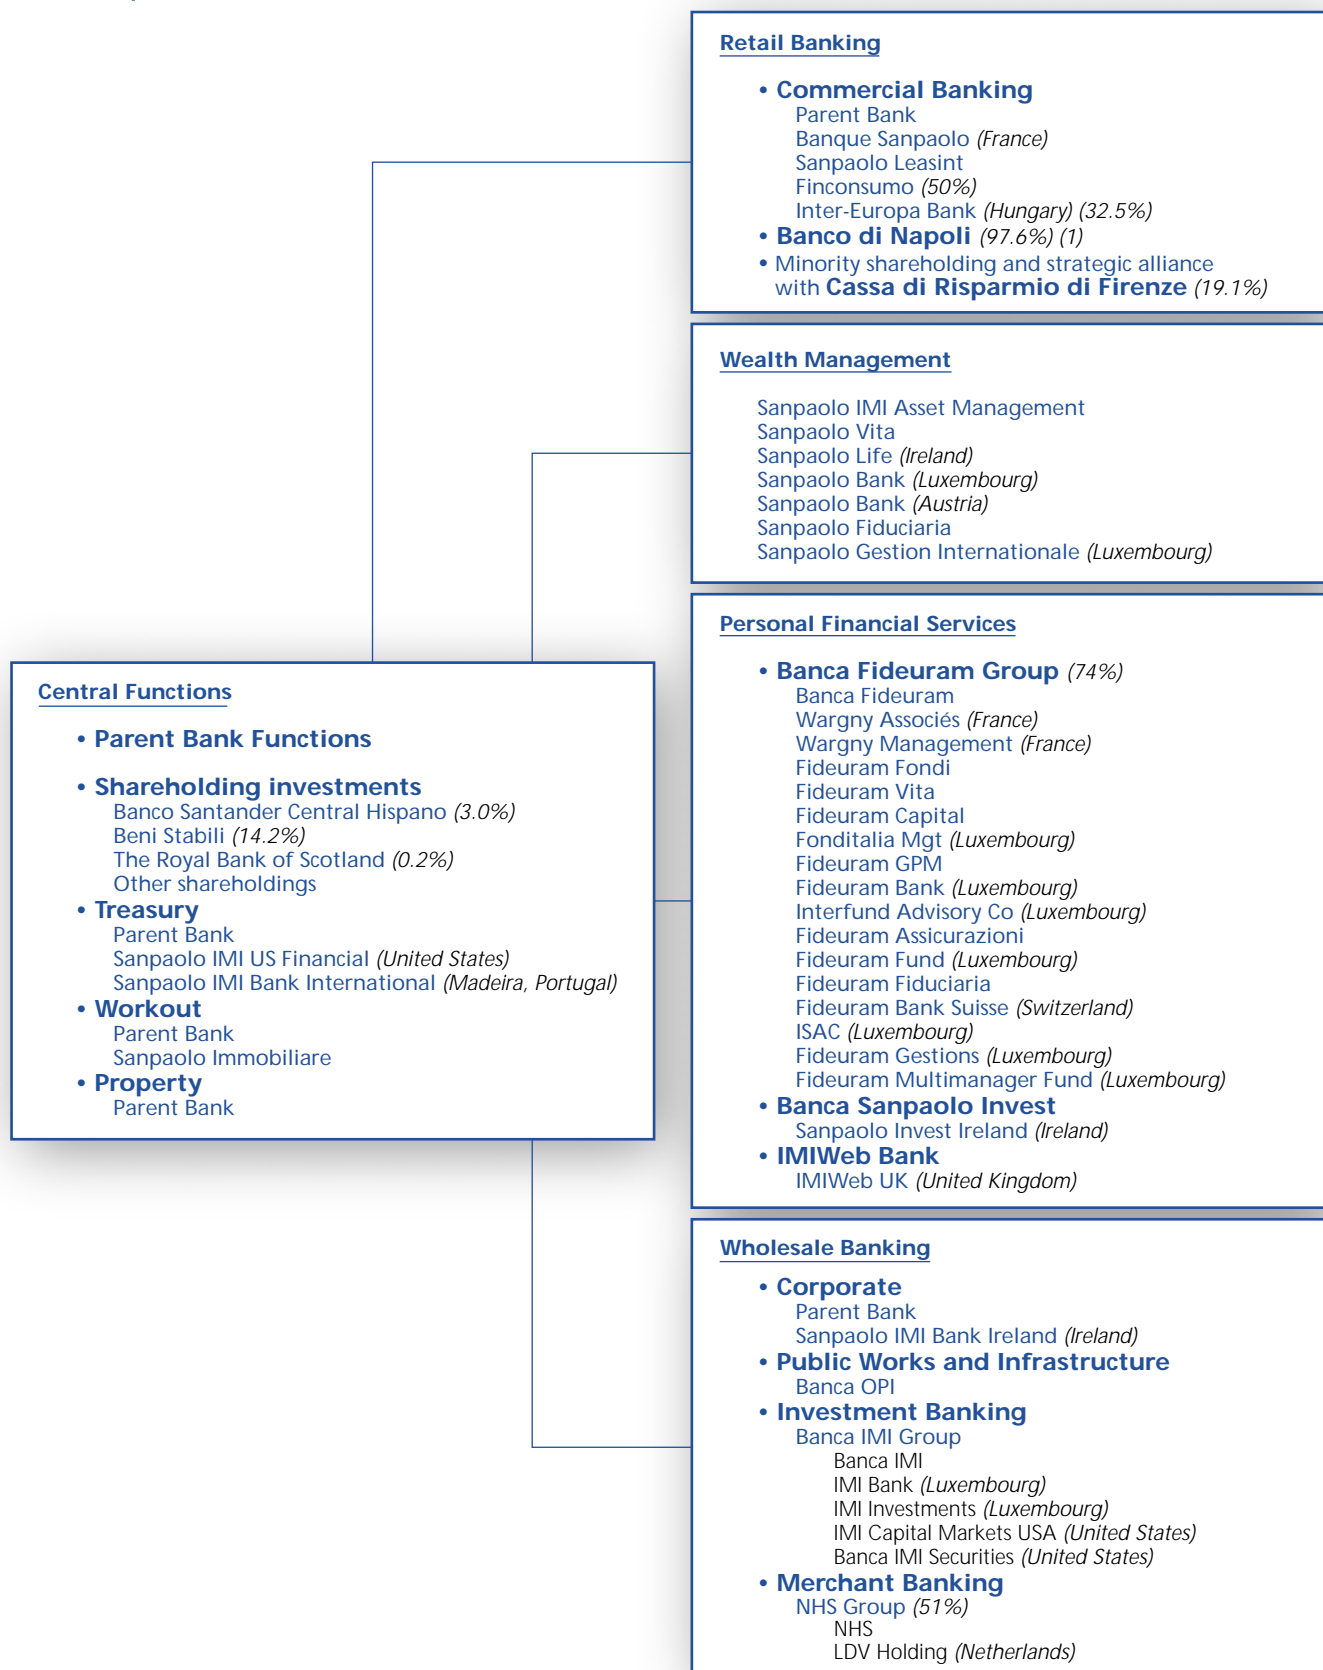 Retail Banking
• Commercial Banking
Parent Bank
Banque Sanpaolo (France)
Sanpaolo Leasint
Finconsumo (50%)
Inter-Europa Bank (Hungary) (32.5%)
• Banco di Napoli (97.6%) (1)
• Minority shareholding and strategic alliance
with Cassa di Risparmio di Firenze (19.1%)
Wealth Management
Sanpaolo IMI Asset Management
Sanpaolo Vita
Sanpaolo Life (Ireland)
Sanpaolo Bank (Luxembourg)
Sanpaolo Bank (Austria)
Sanpaolo Fiduciaria
Sanpaolo Gestion Internationale (Luxembourg)
Central Functions
• Parent Bank Functions
• Shareholding investments
Banco Santander Central Hispano (3.0%)
Beni Stabili (14.2%)
The Royal Bank of Scotland (0.2%)
Other shareholdings
• Treasury
Parent Bank
Sanpaolo IMI US Financial (United States)
Sanpaolo IMI Bank International (Madeira, Portugal)
• Workout
Parent Bank
Sanpaolo Immobiliare
• Property
Parent Bank
Personal Financial Services
• Banca Fideuram Group (74%)
Banca Fideuram
Wargny Associés (France)
Wargny Management (France)
Fideuram Fondi
Fideuram Vita
Fideuram Capital
Fonditalia Mgt (Luxembourg)
Fideuram GPM
Fideuram Bank (Luxembourg)
Interfund Advisory Co (Luxembourg)
Fideuram Assicurazioni
Fideuram Fund (Luxembourg)
Fideuram Fiduciaria
Fideuram Bank Suisse (Switzerland)
ISAC (Luxembourg)
Fideuram Gestions (Luxembourg)
Fideuram Multimanager Fund (Luxembourg)
• Banca Sanpaolo Invest
Sanpaolo Invest Ireland (Ireland)
• IMIWeb Bank
IMIWeb UK (United Kingdom)
Wholesale Banking
• Corporate
Parent Bank
Sanpaolo IMI Bank Ireland (Ireland)
• Public Works and Infrastructure
Banca OPI
• Investment Banking
Banca IMI Group
Banca IMI
IMI Bank (Luxembourg)
IMI Investments (Luxembourg)
IMI Capital Markets USA (United States)
Banca IMI Securities (United States)
• Merchant Banking
NHS Group (51%)
NHS
LDV Holding (Netherlands)